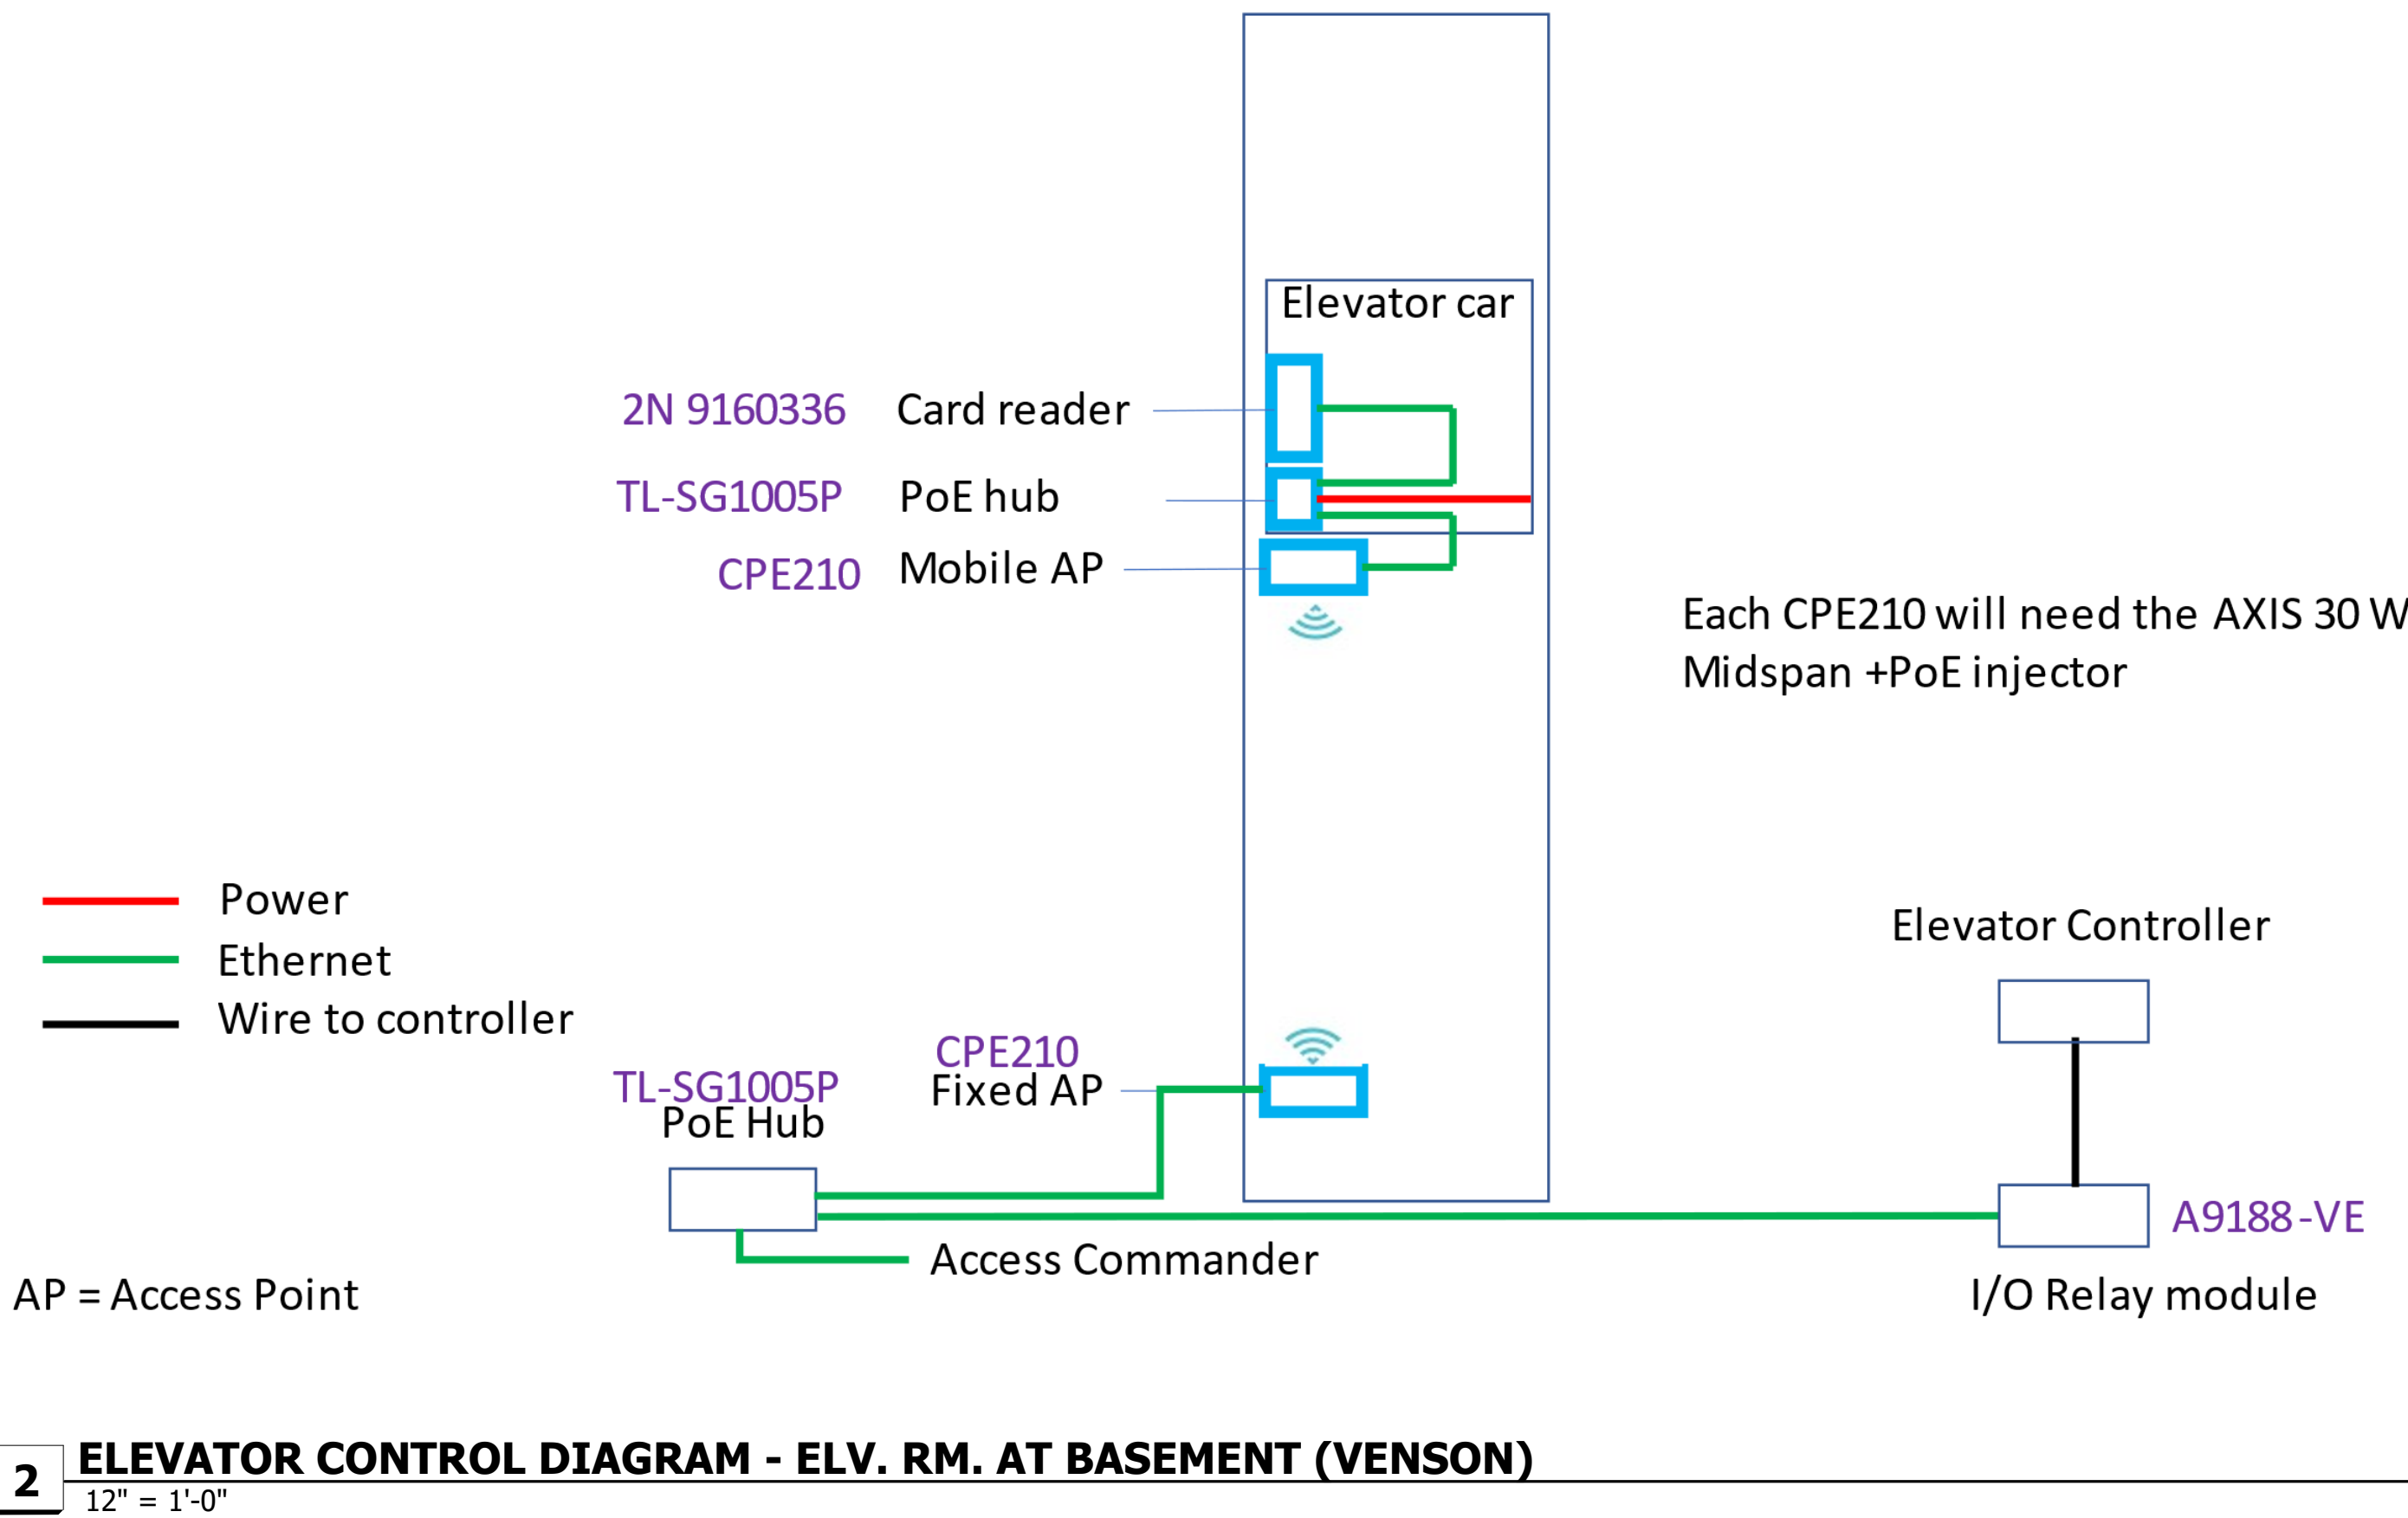 Elevator car
2N 9160336 Card reader
TL-SG1005P PoE hub
CPE210 Mobile AP
Each CPE210 will need the AXIS 30 W
Midspan +PoE injector
Power
Ethernet
Wire to controller
Elevator Controller
CPE210
Fixed AP
TL-SG1005P
PoE Hub
A9188-VE
I/O Relay module
Access Commander
AP = Access Point
2 ELEVATOR CONTROL DIAGRAM - ELV. RM. AT BASEMENT (VENSON)
12" = 1'-0"